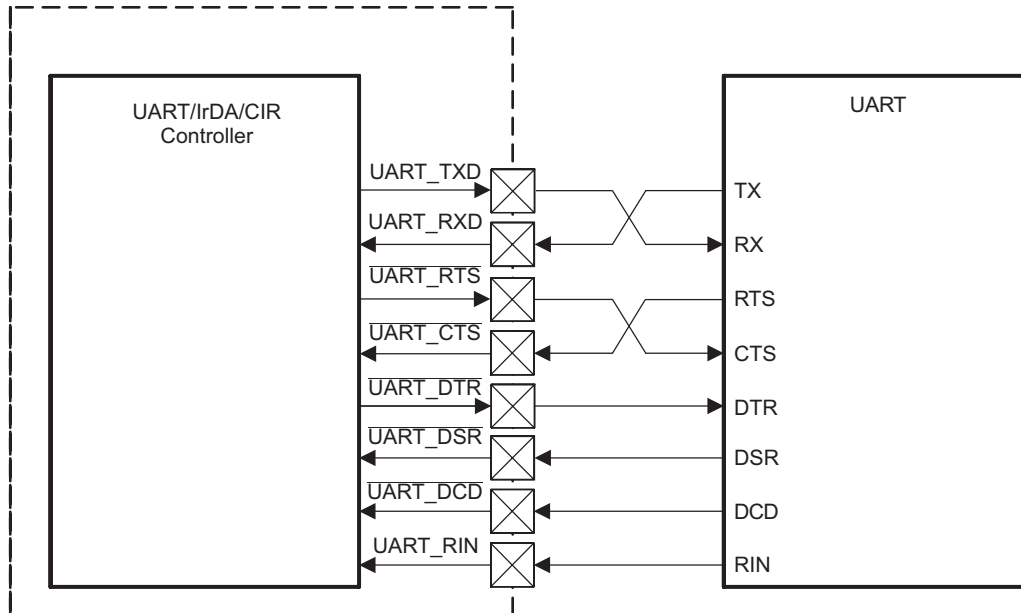 UART/IrDA/CIR
Controller
UART
UART_TXD
TX
UART_RXD
RX
UART_RTS
RTS
UART_CTS
CTS
UART_DTR
DTR
UART_DSR
DSR
UART_DCD
DCD
UART_RIN
RIN